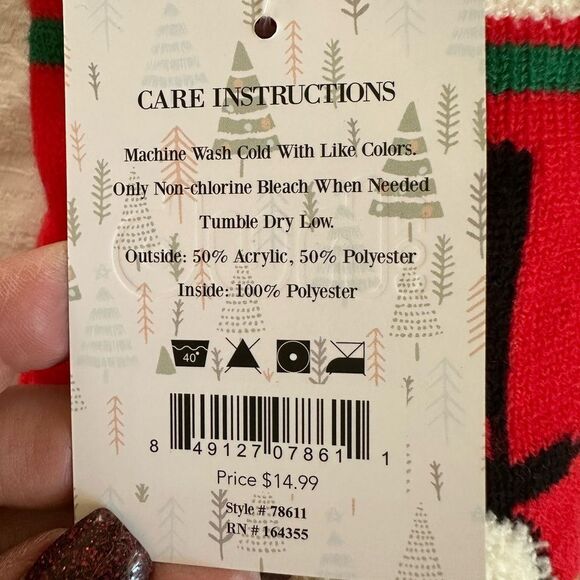 CARE INSTRUCTIONS
Machine Wash Cold With Like Colors.
Only Non-chlorine Bleach When Needed
Tumble Dry Low.
Outside: 50% Acrylic, 50% Polyester
Inside: 100% Polyester
40°
8 49127 07861 1
Price $14.99
Style # 78611
RN # 164355